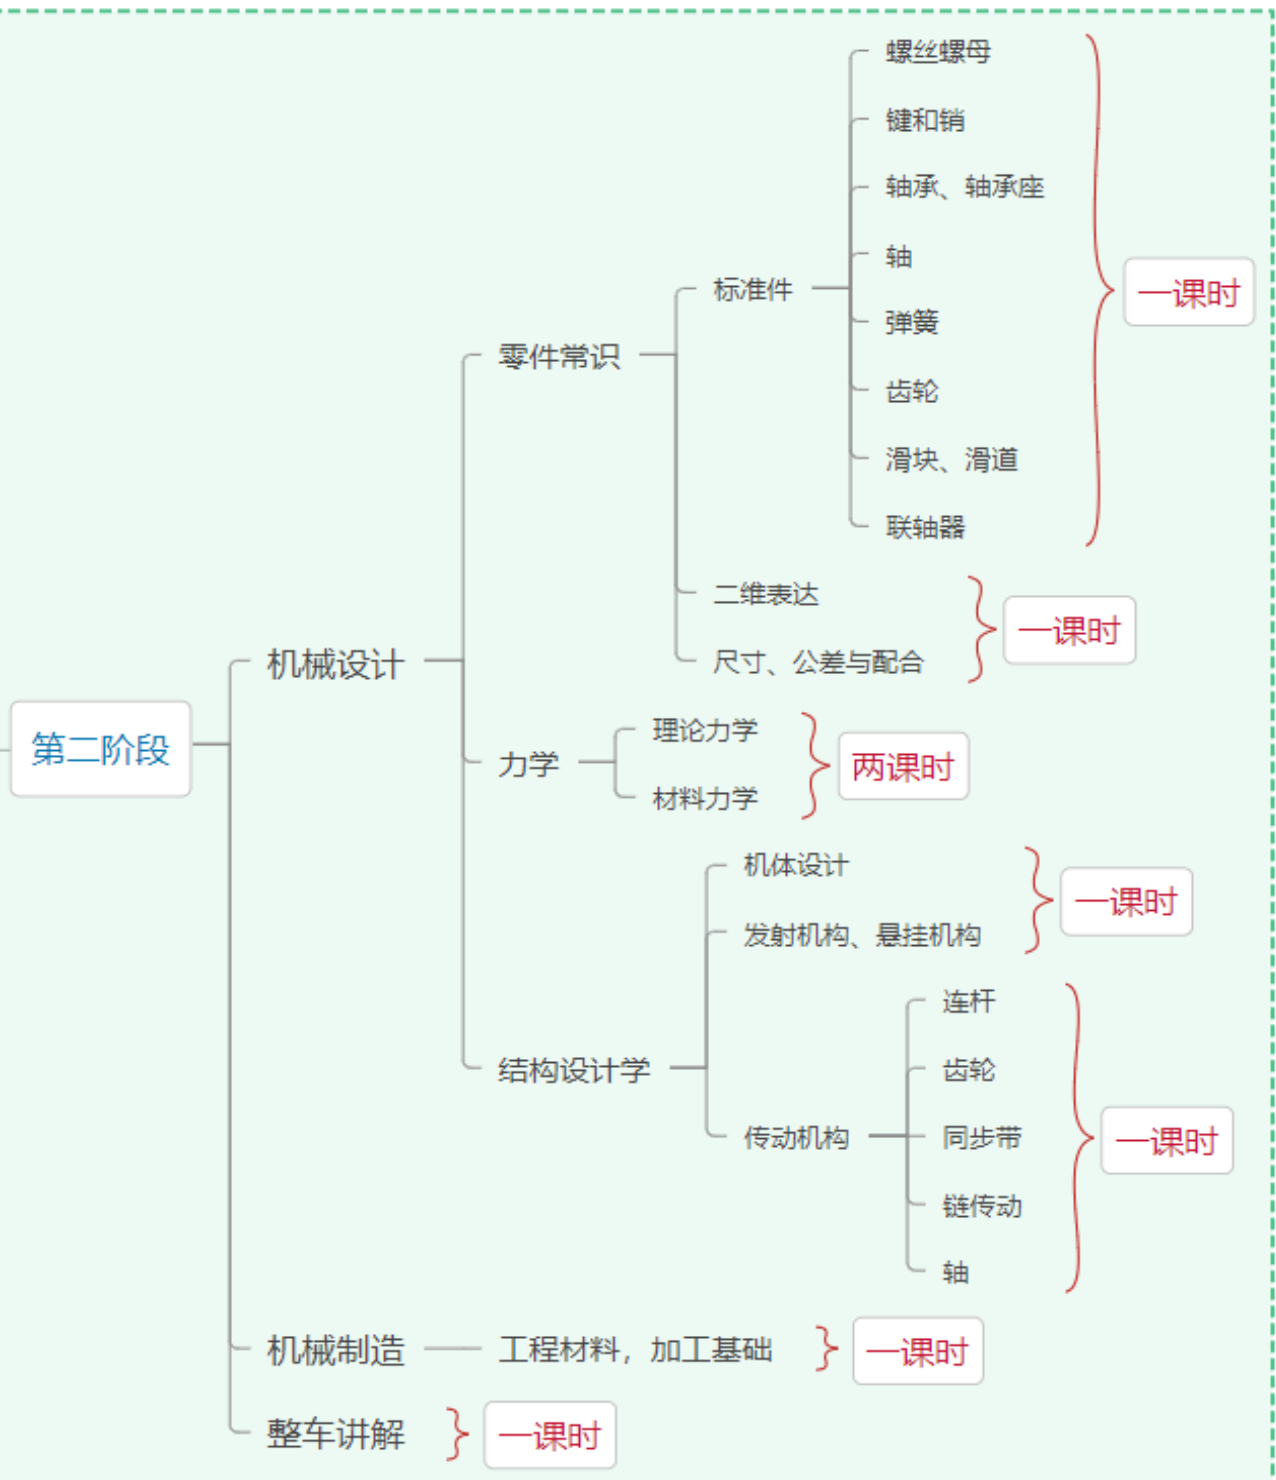 螺丝螺母
键和销
轴承、轴承座
轴
标准件
弹簧
齿轮
滑块、滑道
联轴器
一课时
零件常识
二维表达
尺寸、公差与配合
一课时
机械设计
第二阶段
力学
理论力学
材料力学
两课时
机体设计
发射机构、悬挂机构
一课时
结构设计学
传动机构
连杆
齿轮
同步带
链传动
轴
一课时
机械制造
工程材料，加工基础
一课时
整车讲解
一课时